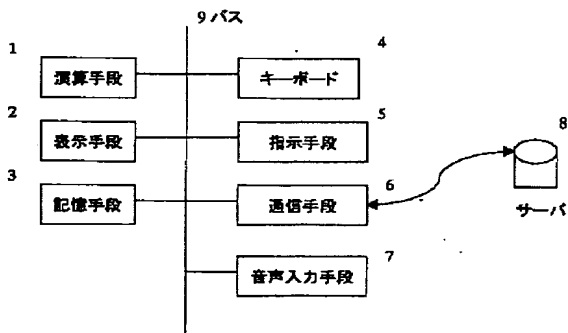 9 バス
1
演算手段
4
キーボード
2
表示手段
5
指示手段
8
サーバ
3
記憶手段
6
通信手段
7
音声入力手段